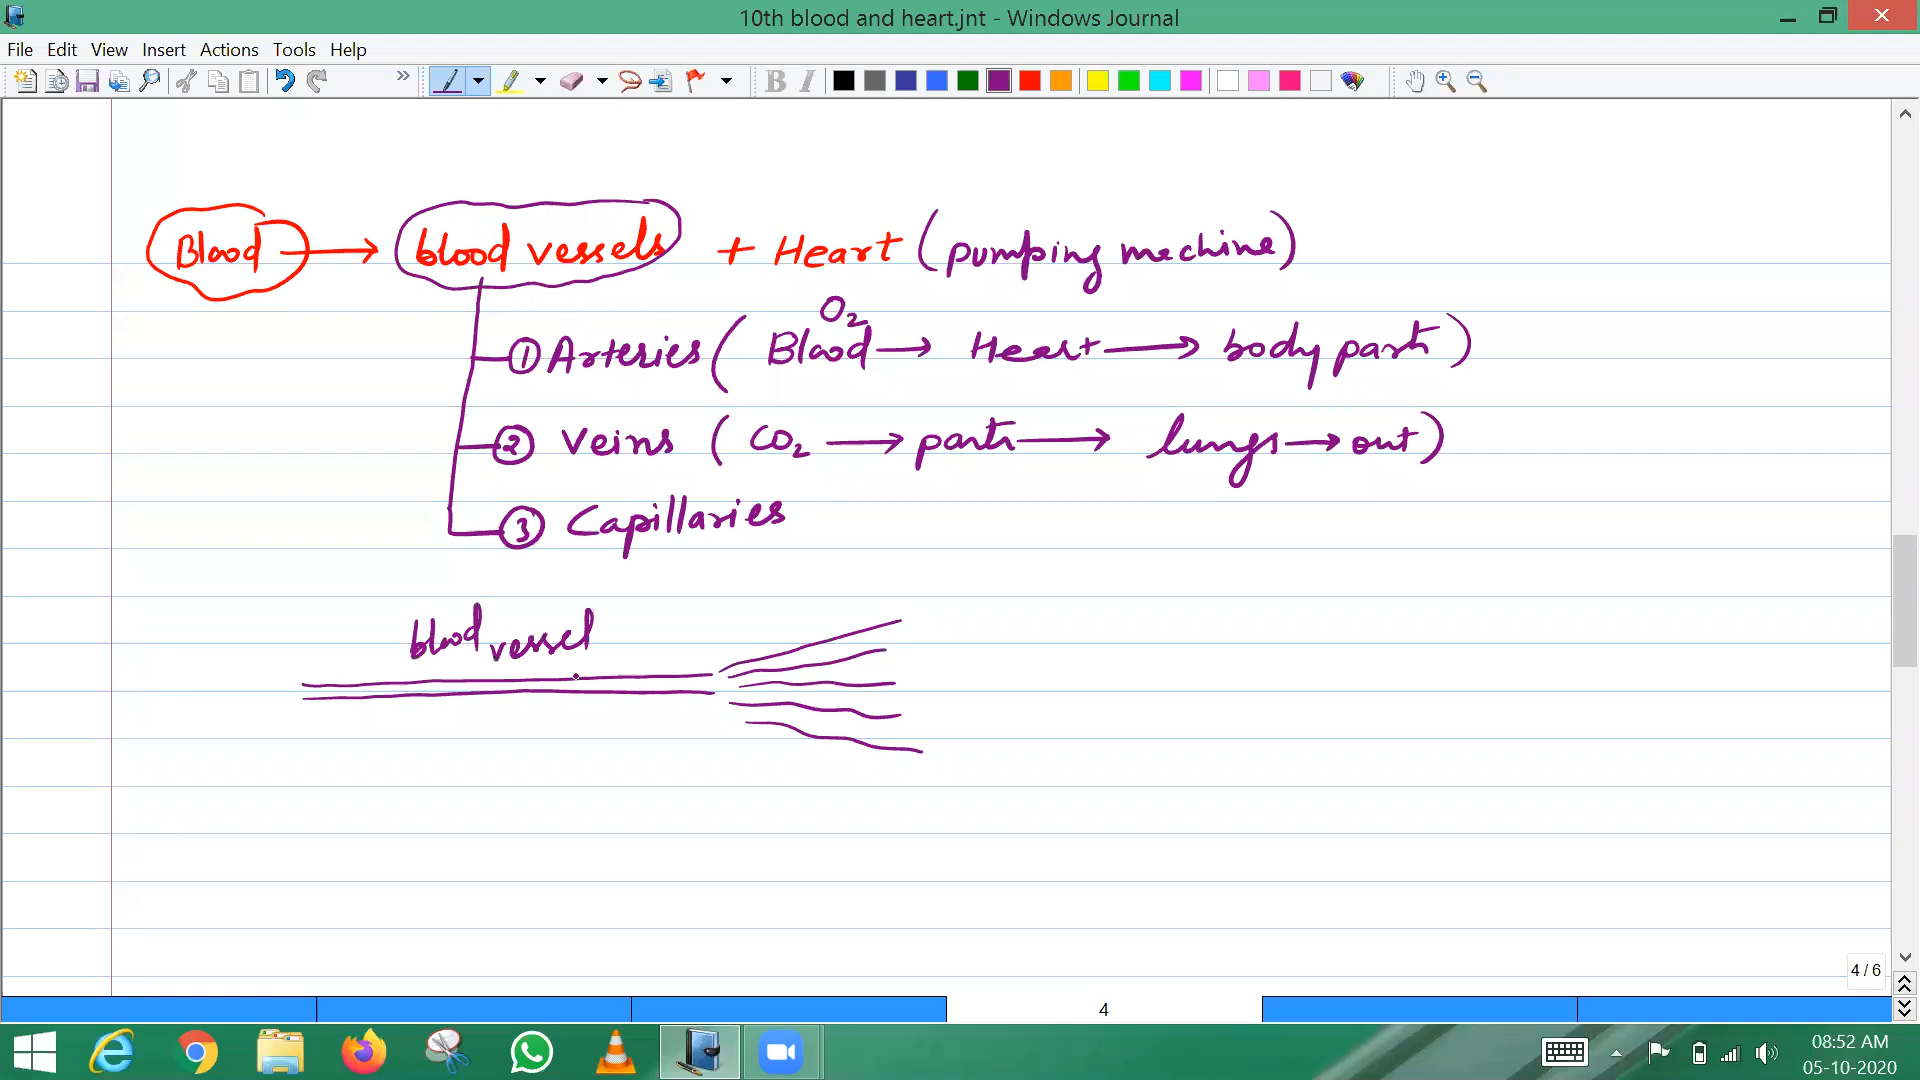 10th blood and heart.jnt - Windows Journal
File Edit View Insert Actions Tools Help
Blood → blood vessels + Heart (pumping machine)
O₂
① Arteries ( Blood → Heart → body part )
② Veins ( CO₂ → parts → lungs → out )
③ Capillaries
blood vessel
4 / 6
4
08:52 AM
05-10-2020